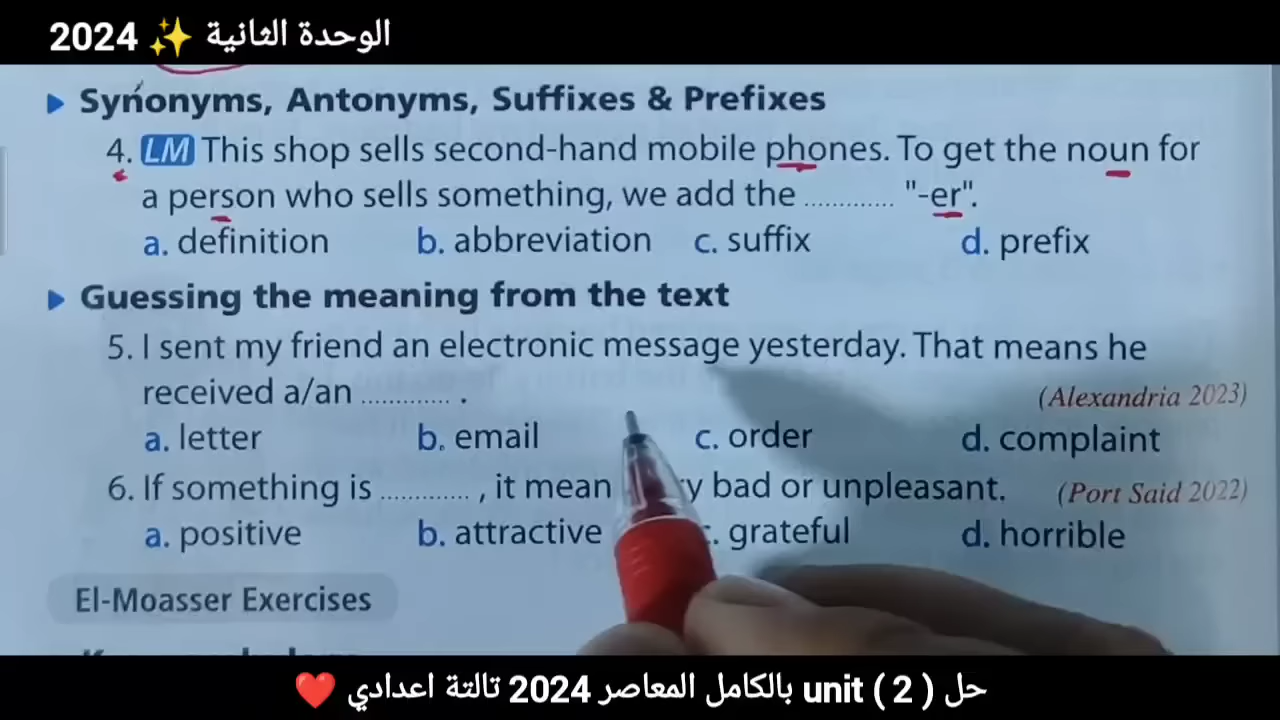 الوحدة الثانية ✨ 2024
Synonyms, Antonyms, Suffixes & Prefixes
4. LM This shop sells second-hand mobile phones. To get the noun for
a person who sells something, we add the ............. "-er".
a. definition b. abbreviation c. suffix d. prefix
Guessing the meaning from the text
5. I sent my friend an electronic message yesterday. That means he
received a/an ............. . (Alexandria 2023)
a. letter b. email c. order d. complaint
6. If something is ............. , it mean bad or unpleasant. (Port Said 2022)
a. positive b. attractive c. grateful d. horrible
El-Moasser Exercises
حل unit ( 2 ) بالكامل المعاصر 2024 تالتة اعدادي ❤️